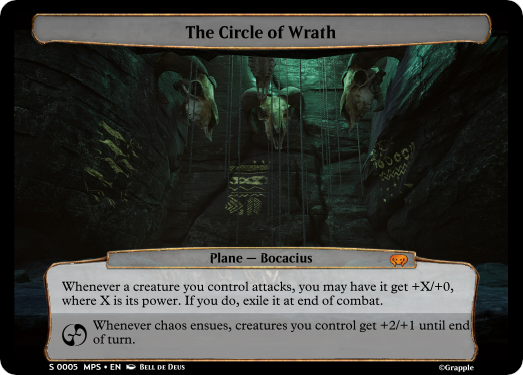 The Circle of Wrath
Plane — Bocacius
Whenever a creature you control attacks, you may have it get +X/+0,
where X is its power. If you do, exile it at end of combat.
Whenever chaos ensues, creatures you control get +2/+1 until end
of turn.
S 0005 MPS • EN Bell de Deus
©Grapple